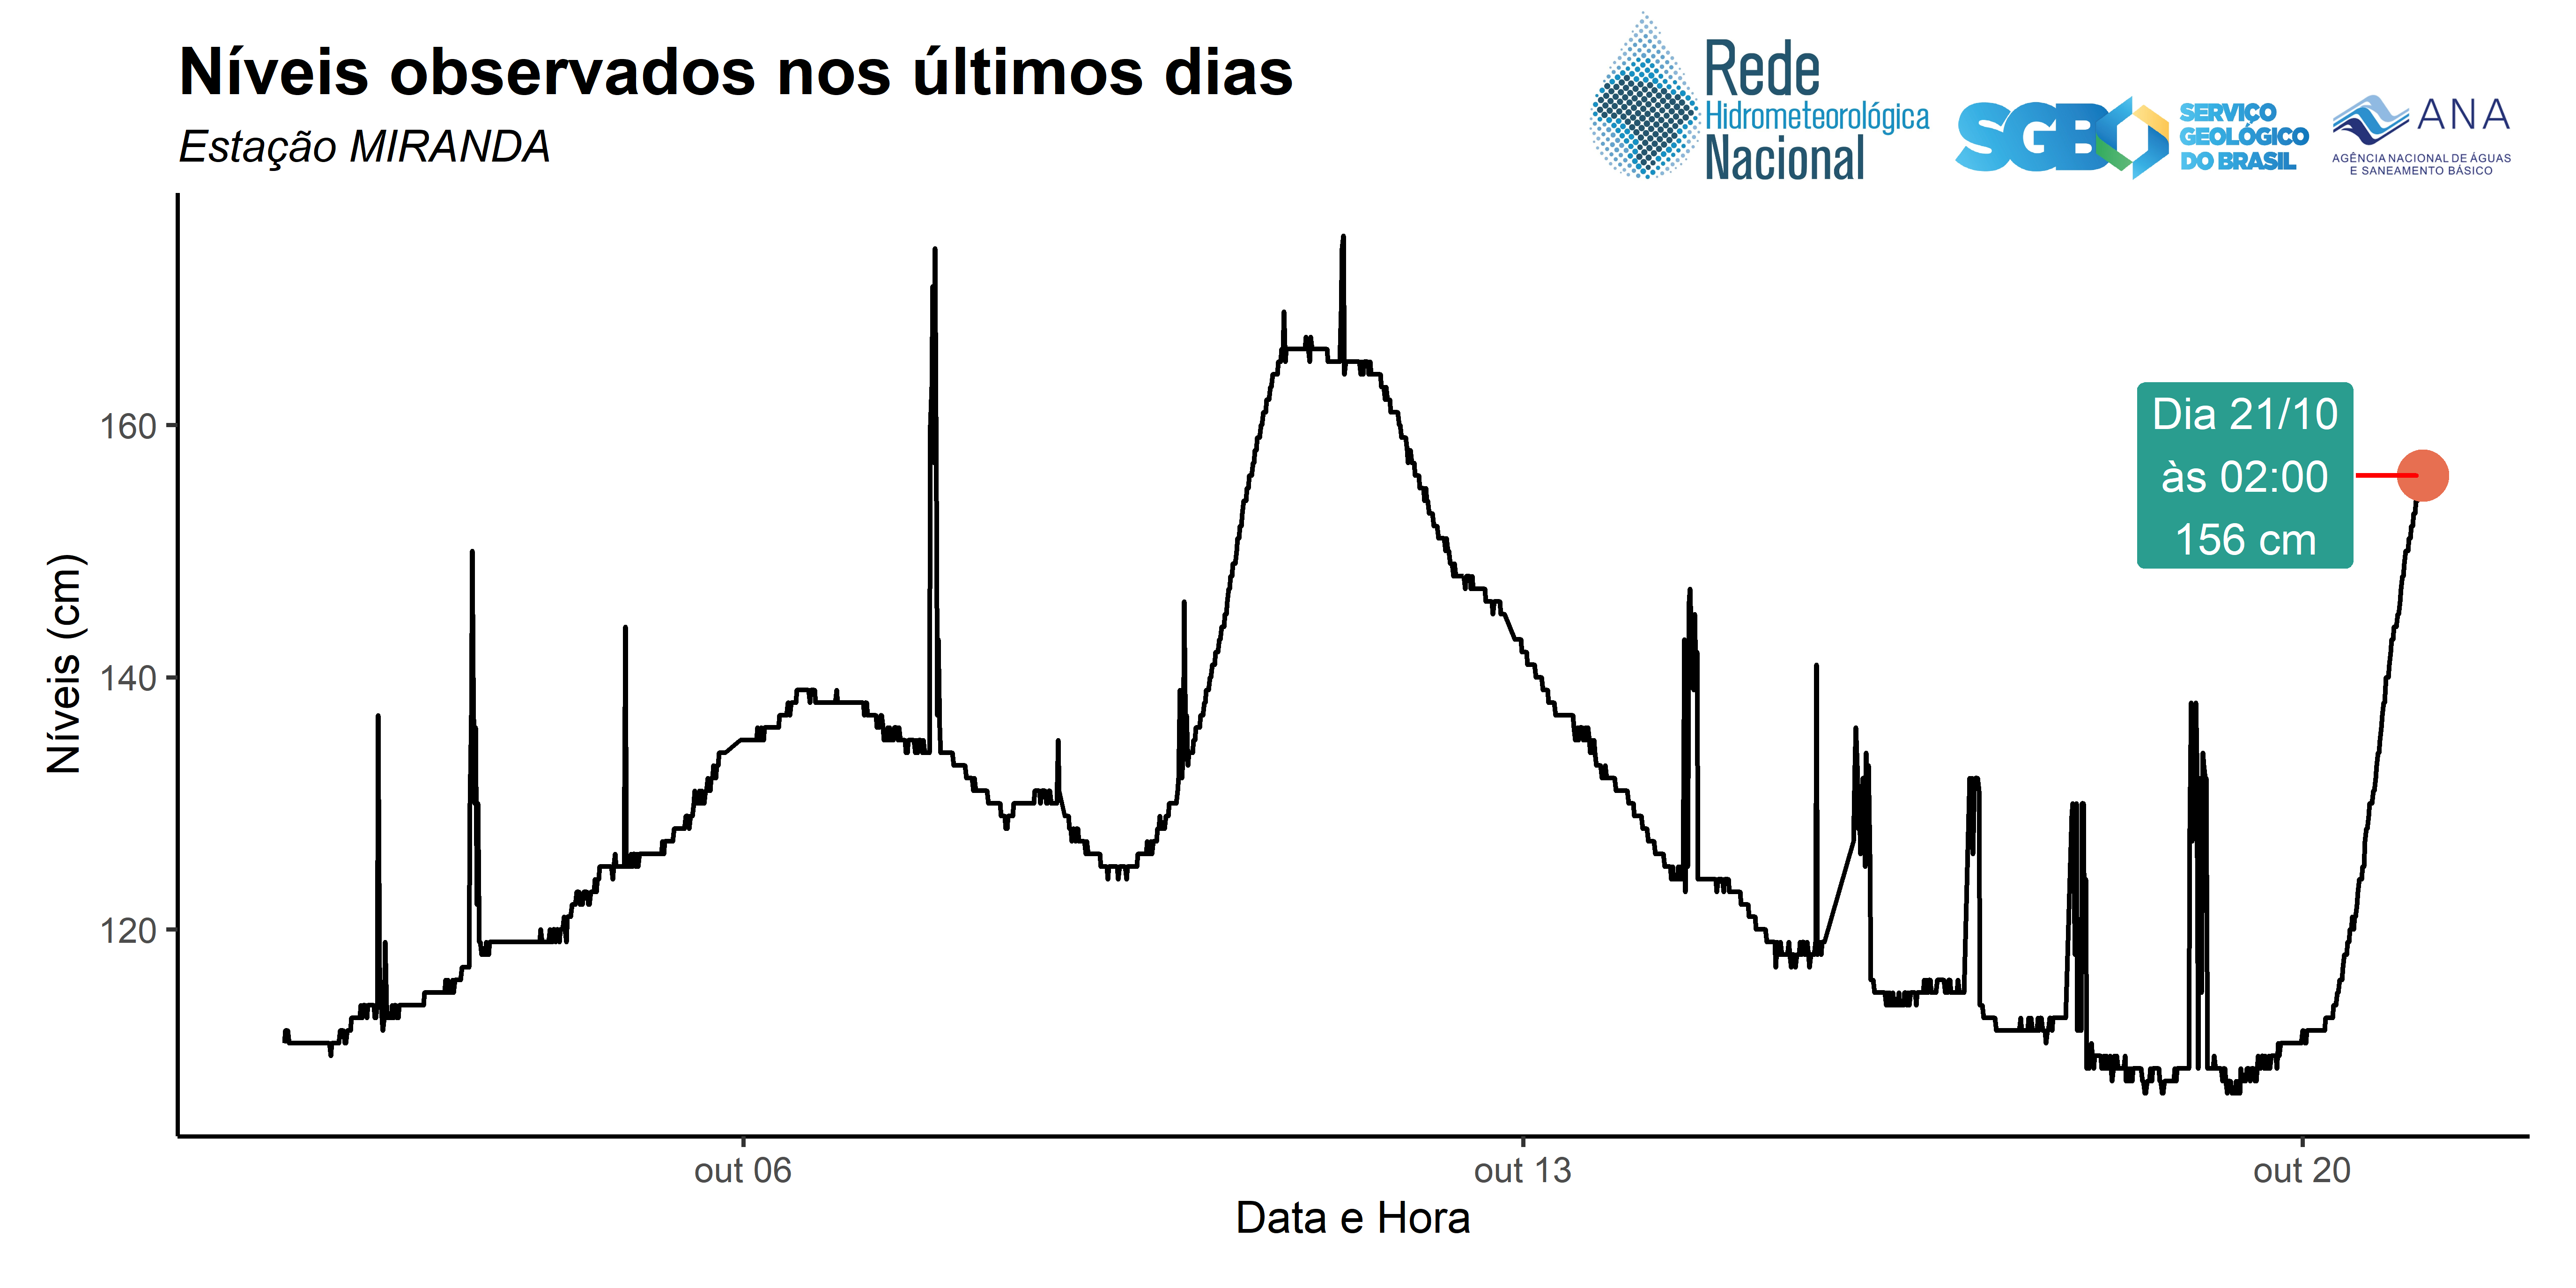 Níveis observados nos últimos dias
Estação MIRANDA
Rede
Hidrometeorológica
Nacional
SGB
SERVIÇO
GEOLÓGICO
DO BRASIL
ANA
AGÊNCIA NACIONAL DE ÁGUAS
E SANEAMENTO BÁSICO
Níveis (cm)
160
140
120
Dia 21/10
às 02:00
156 cm
out 06
out 13
out 20
Data e Hora